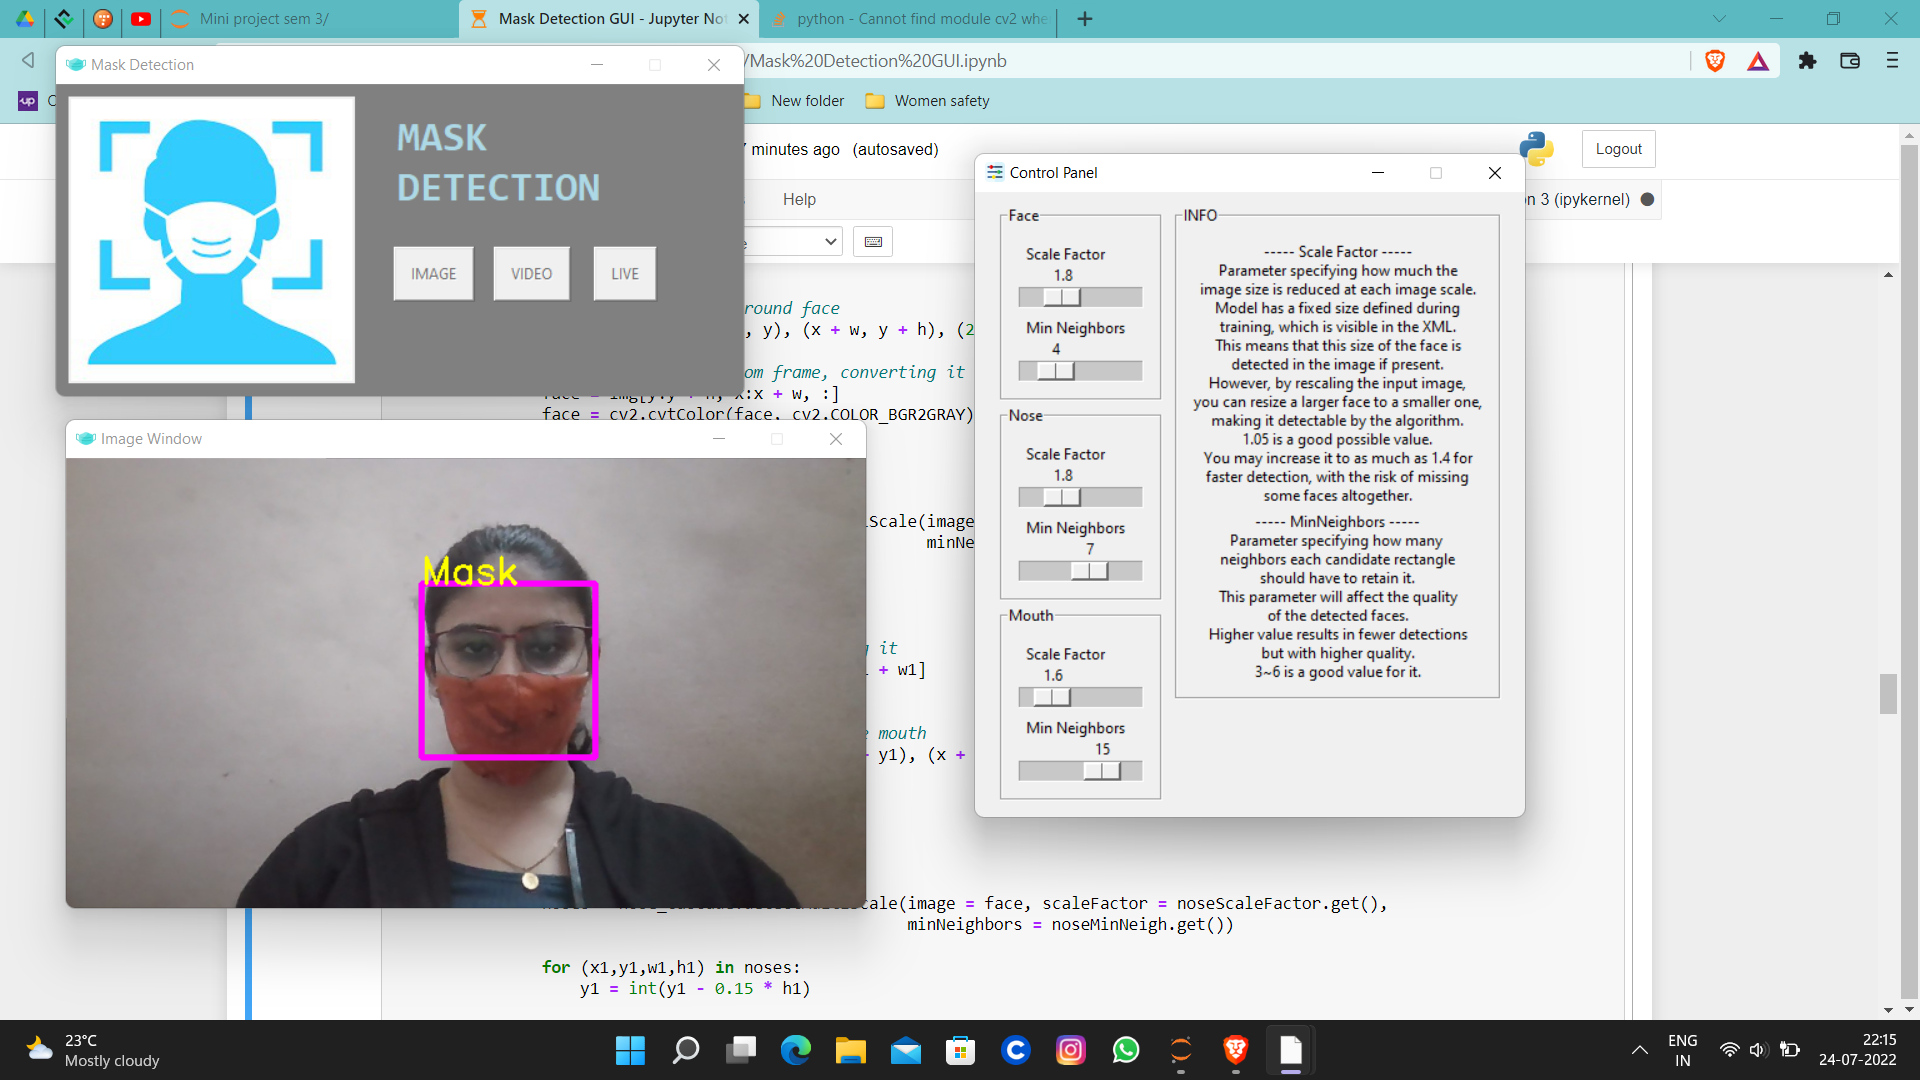 Mini project sem 3/
Mask Detection GUI - Jupyter Not
python - Cannot find module cv2 whe
/Mask%20Detection%20GUI.ipynb
up
New folder
Women safety
Mask Detection
MASK
DETECTION
IMAGE
VIDEO
LIVE
7 minutes ago (autosaved)
Logout
Help
n 3 (ipykernel)
round face
, y), (x + w, y + h), (2
om frame, converting it
face = img[y:y + h, x:x + w, :]
face = cv2.cvtColor(face, cv2.COLOR_BGR2GRAY)
Image Window
Mask
lScale(image
minNe
g it
+ w1]
e mouth
y1), (x +
scaleFactor = noseScaleFactor.get(),
minNeighbors = noseMinNeigh.get())
for (x1,y1,w1,h1) in noses:
y1 = int(y1 - 0.15 * h1)
Control Panel
Face
Scale Factor
1.8
Min Neighbors
4
Nose
Scale Factor
1.8
Min Neighbors
7
Mouth
Scale Factor
1.6
Min Neighbors
15
INFO
----- Scale Factor -----
Parameter specifying how much the
image size is reduced at each image scale.
Model has a fixed size defined during
training, which is visible in the XML.
This means that this size of the face is
detected in the image if present.
However, by rescaling the input image,
you can resize a larger face to a smaller one,
making it detectable by the algorithm.
1.05 is a good possible value.
You may increase it to as much as 1.4 for
faster detection, with the risk of missing
some faces altogether.
----- MinNeighbors -----
Parameter specifying how many
neighbors each candidate rectangle
should have to retain it.
This parameter will affect the quality
of the detected faces.
Higher value results in fewer detections
but with higher quality.
3~6 is a good value for it.
23°C
Mostly cloudy
ENG
IN
22:15
24-07-2022